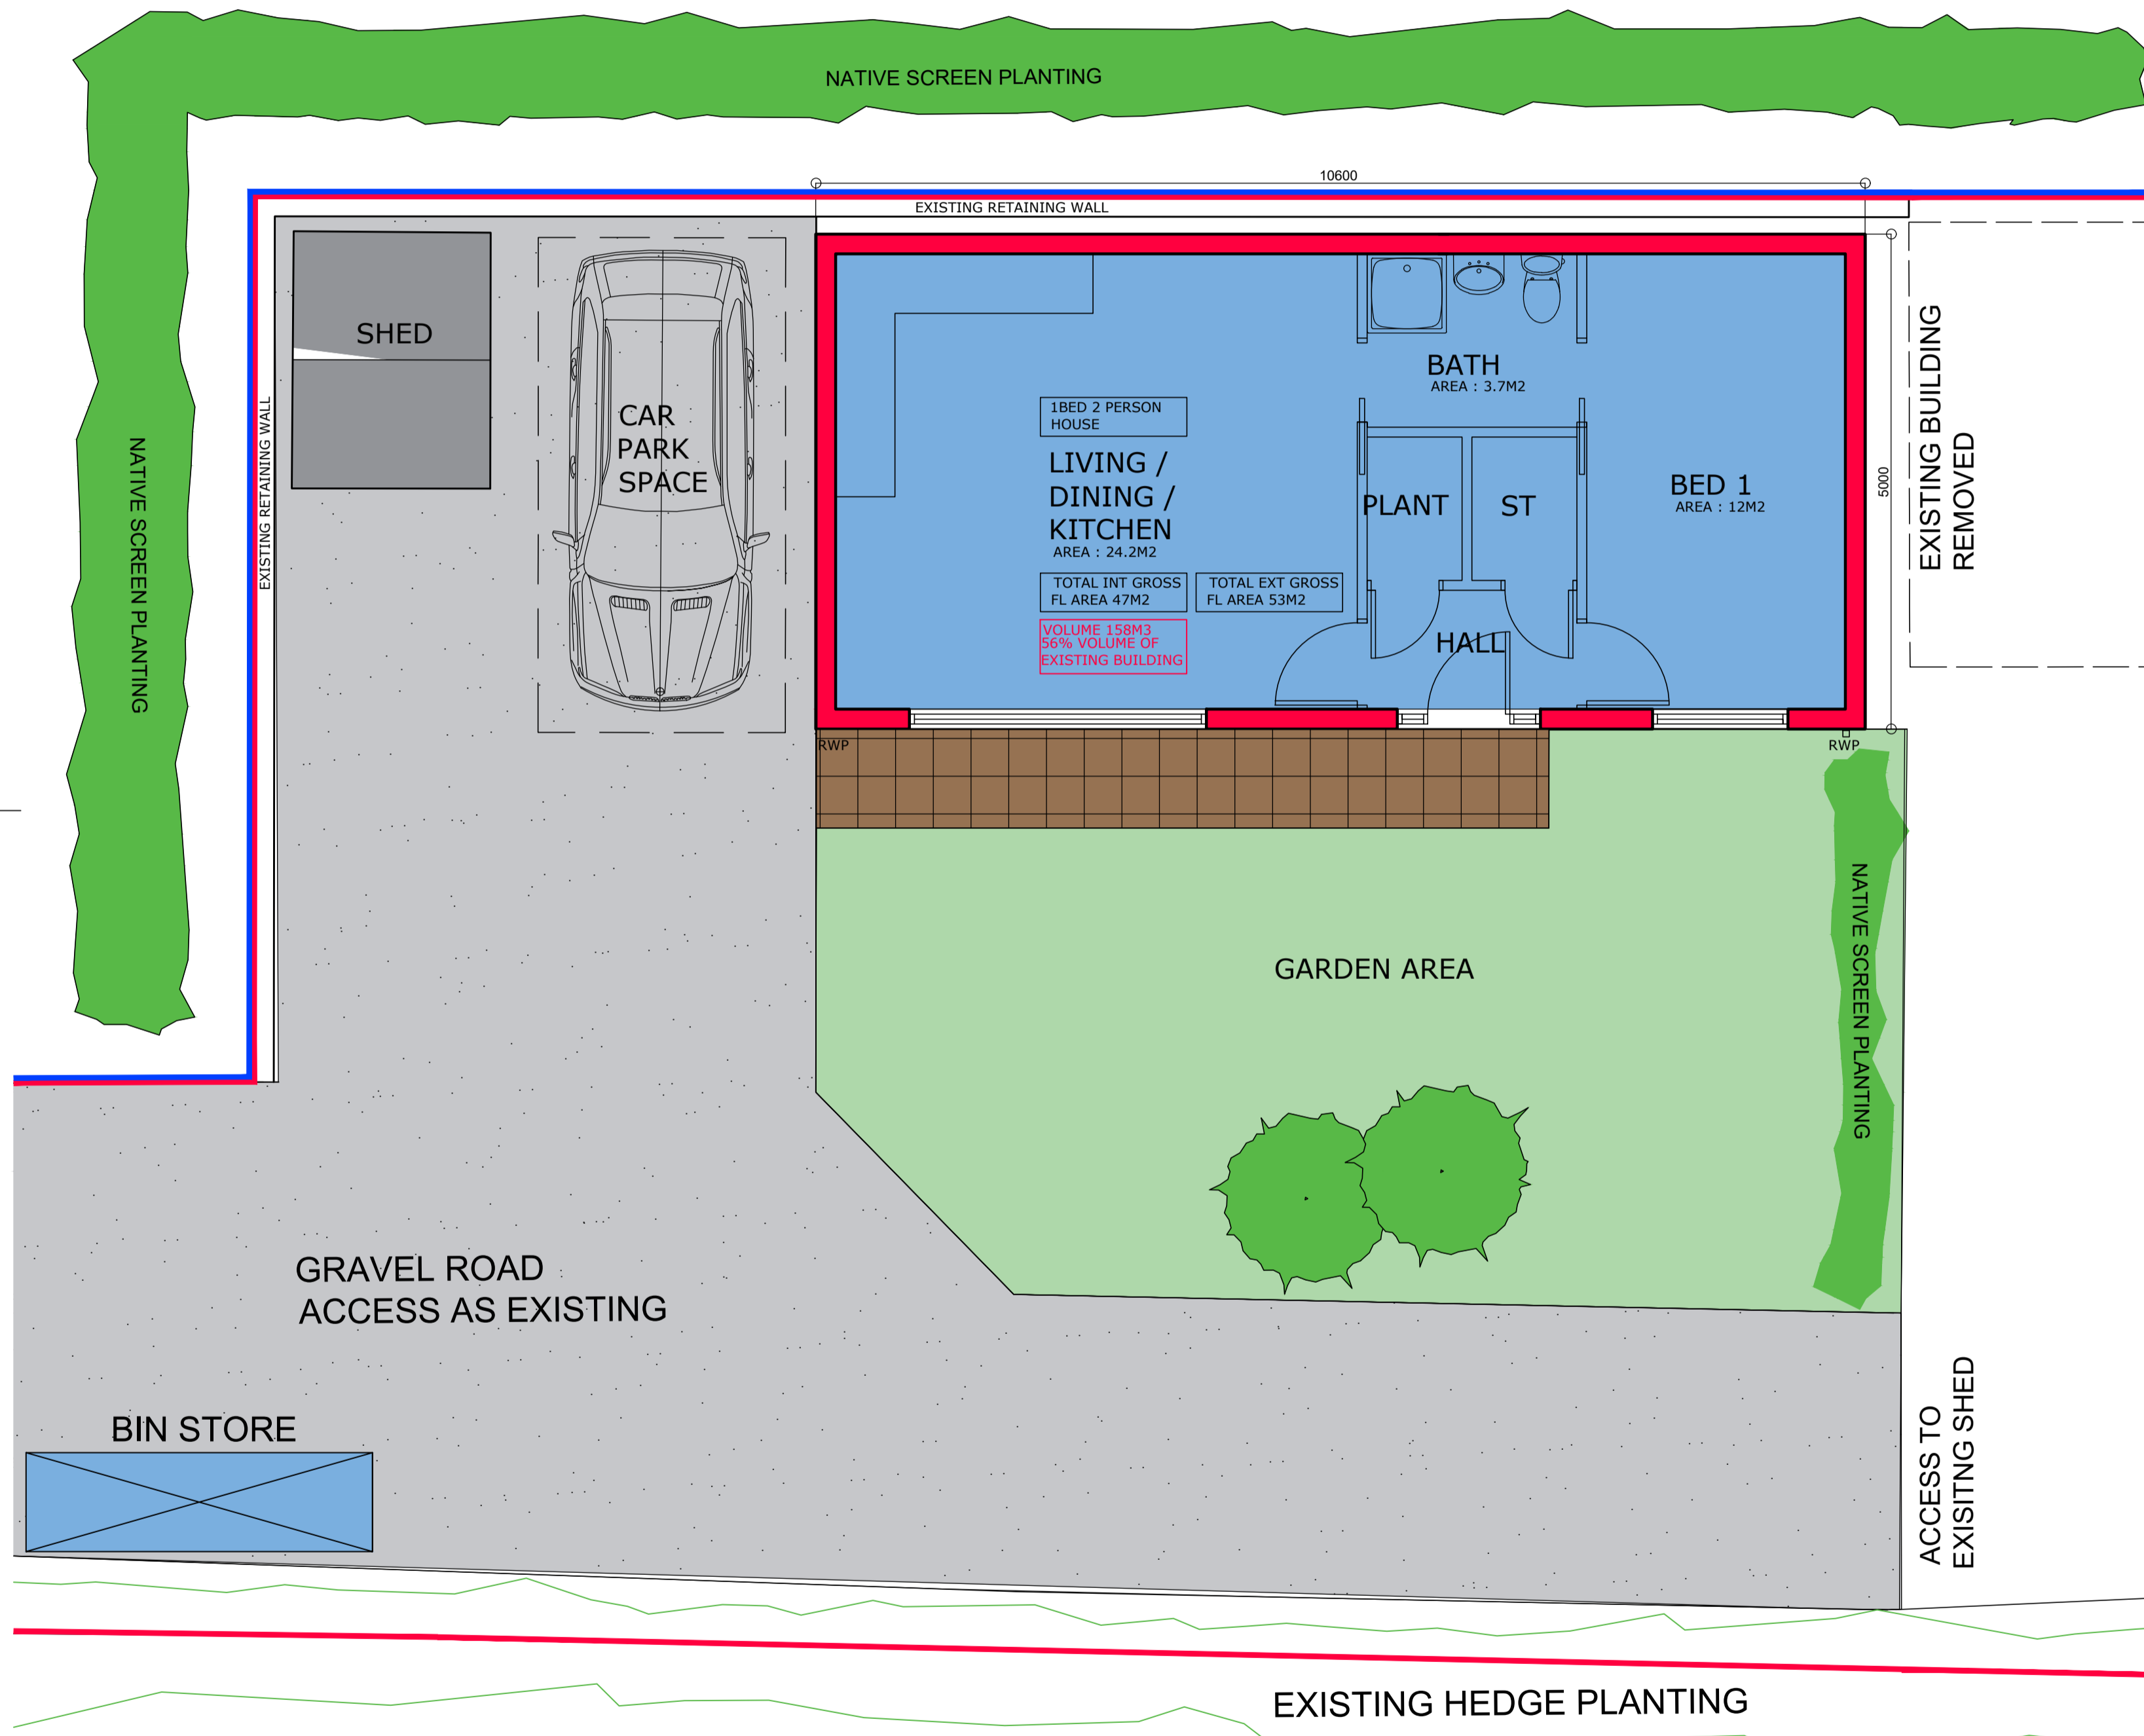 NATIVE SCREEN PLANTING
10600
EXISTING RETAINING WALL
SHED
CAR
PARK
SPACE
EXISTING RETAINING WALL
NATIVE SCREEN PLANTING
1BED 2 PERSON
HOUSE
LIVING /
DINING /
KITCHEN
AREA : 24.2M2
TOTAL INT GROSS
FL AREA 47M2
TOTAL EXT GROSS
FL AREA 53M2
VOLUME 158M3
56% VOLUME OF
EXISTING BUILDING
BATH
AREA : 3.7M2
PLANT
ST
HALL
BED 1
AREA : 12M2
5000
EXISTING BUILDING
REMOVED
RWP
RWP
GARDEN AREA
NATIVE SCREEN PLANTING
GRAVEL ROAD
ACCESS AS EXISTING
BIN STORE
ACCESS TO
EXISITNG SHED
EXISTING HEDGE PLANTING